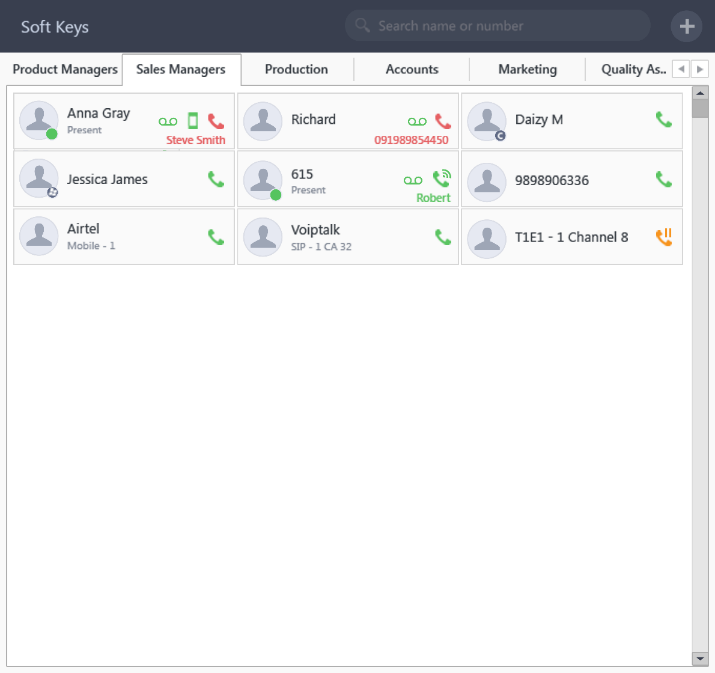 Soft Keys
Search name or number
Product Managers
Sales Managers
Production
Accounts
Marketing
Quality As..
Anna Gray
Present
Steve Smith
Richard
091989854450
Daizy M
C
Jessica James
615
Present
Robert
9898906336
Airtel
Mobile - 1
Voiptalk
SIP - 1 CA 32
T1E1 - 1 Channel 8